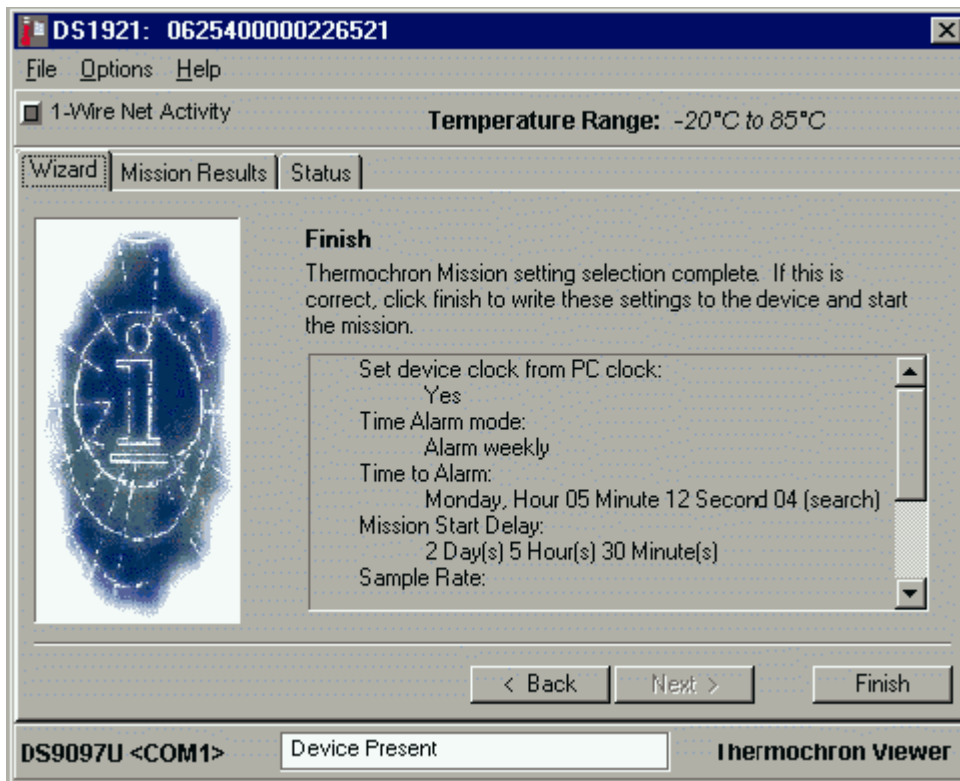 DS1921: 0625400000226521
File Options Help
1-Wire Net Activity
Temperature Range: -20°C to 85°C
Wizard Mission Results Status
Finish
Thermochron Mission setting selection complete. If this is
correct, click finish to write these settings to the device and start
the mission.
Set device clock from PC clock:
Yes
Time Alarm mode:
Alarm weekly
Time to Alarm:
Monday, Hour 05 Minute 12 Second 04 (search)
Mission Start Delay:
2 Day(s) 5 Hour(s) 30 Minute(s)
Sample Rate:
< Back Next > Finish
DS9097U <COM1> Device Present Thermochron Viewer